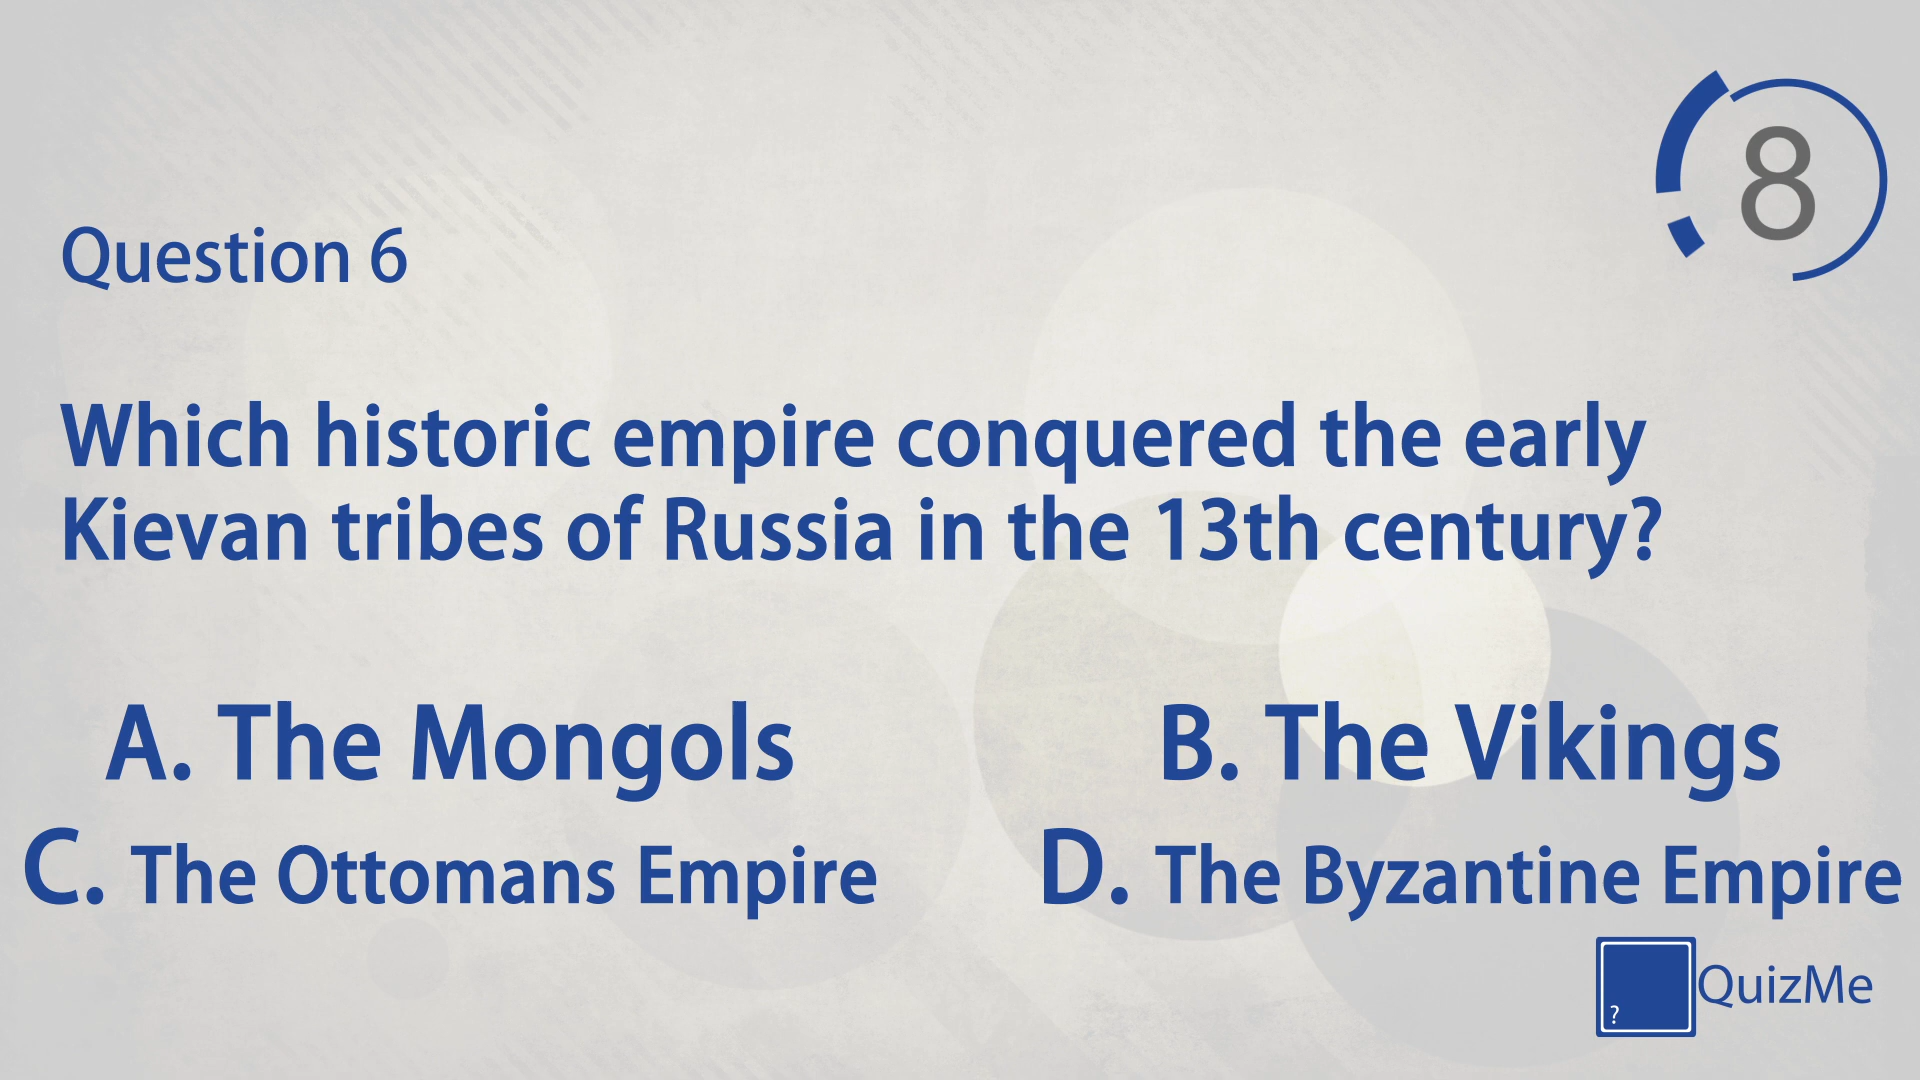 8
Question 6
Which historic empire conquered the early
Kievan tribes of Russia in the 13th century?
A. The Mongols
B. The Vikings
C. The Ottomans Empire
D. The Byzantine Empire
?
QuizMe